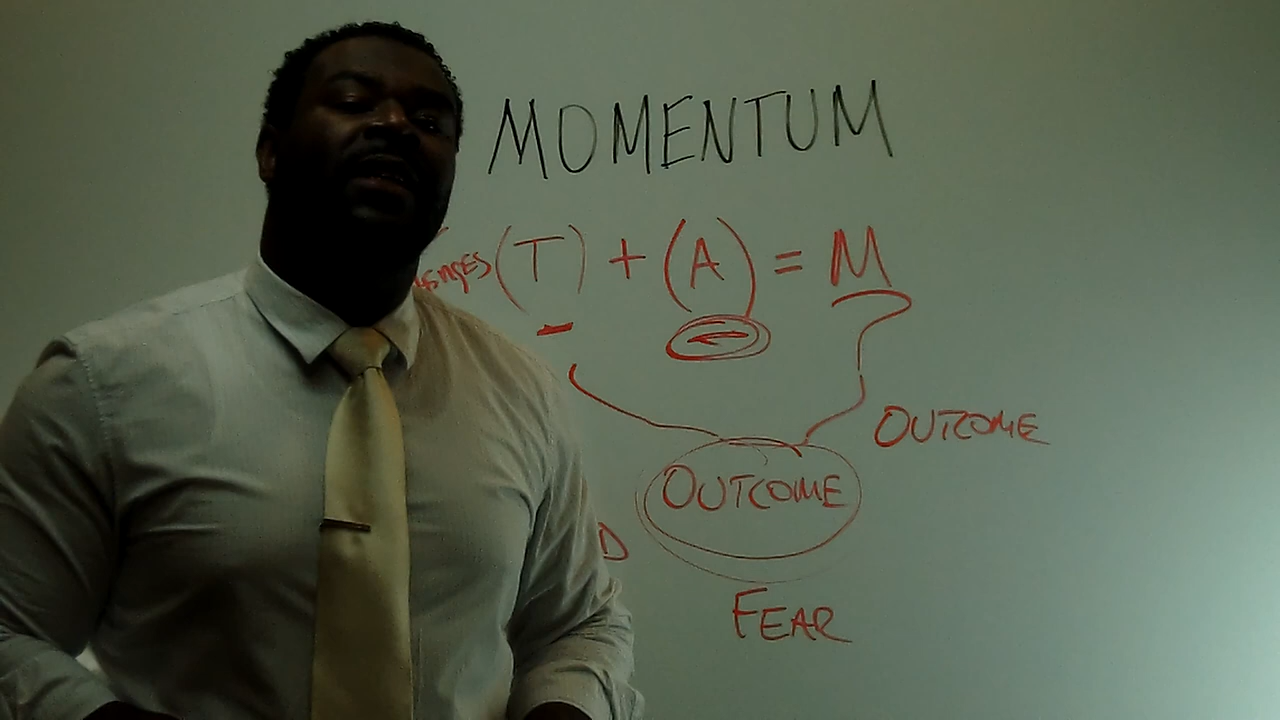 MOMENTUM
(T) + (A) = M
OUTCOME
OUTCOME
D
FEAR